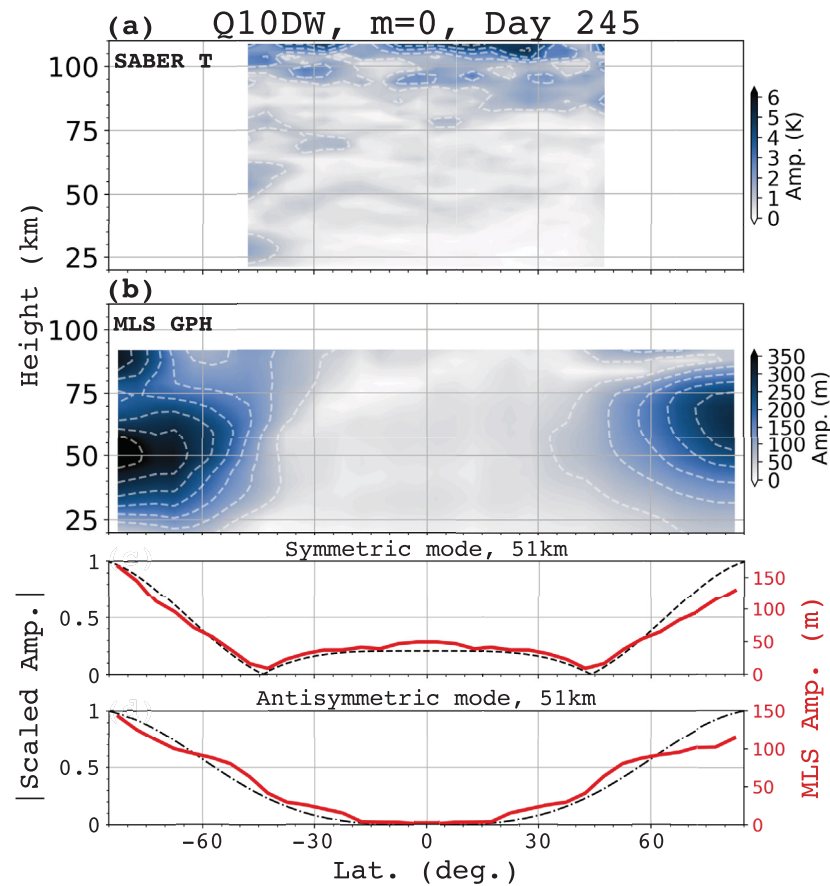 Q10DW, m=0, Day 245
(a)
SABER T
100
75
50
25
6
5
4
3
2
1
0
Amp. (K)
Height (km)
(b)
MLS GPH
100
75
50
25
350
300
250
200
150
100
50
0
Amp. (m)
(c)
Symmetric mode, 51km
1
0.5
0
150
100
50
0
|Scaled Amp.|
MLS Amp. (m)
(d)
Antisymmetric mode, 51km
1
0.5
0
150
100
50
0
−60 −30 0 30 60
Lat. (deg.)